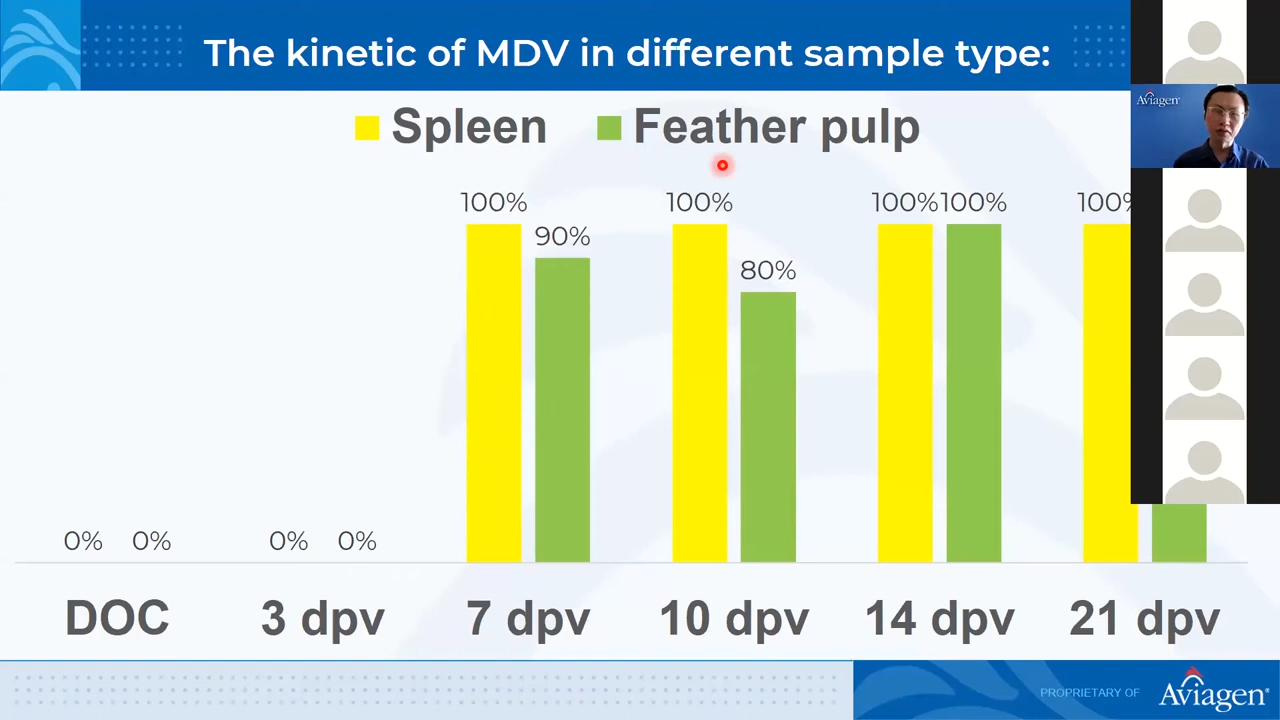 The kinetic of MDV in different sample type:
Aviagen
Spleen Feather pulp
100% 100% 100% 100%
90%
80%
0% 0% 0% 0%
DOC 3 dpv 7 dpv 10 dpv 14 dpv 21 dpv
PROPRIETARY OF Aviagen